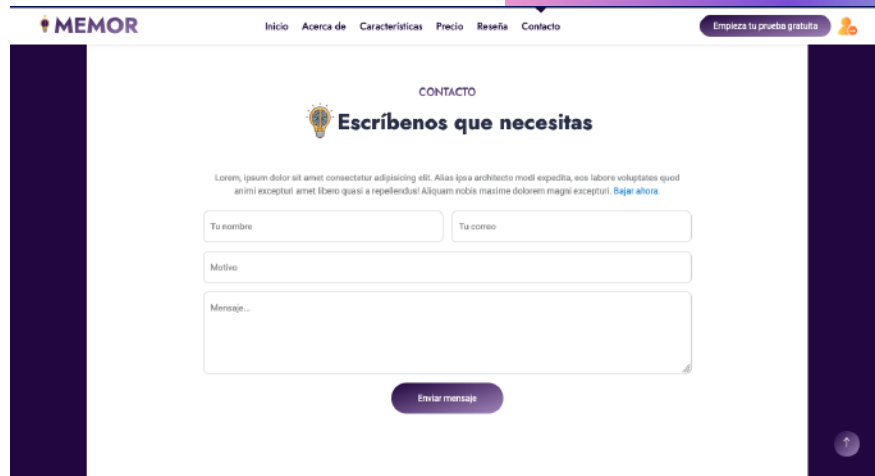 MEMOR
Inicio Acerca de Características Precio Reseña Contacto
Empieza tu prueba gratuita
CONTACTO
Escríbenos que necesitas
Lorem, ipsum dolor sit amet consectetur adipisicing elit. Alias ipsa architecto modi expedita, eos labore voluptates quod
animi excepturi amet libero quasi a repellendus! Aliquam nobis maxime dolorem magni excepturi. Bajar ahora.
Tu nombre
Tu correo
Motivo
Mensaje...
Enviar mensaje